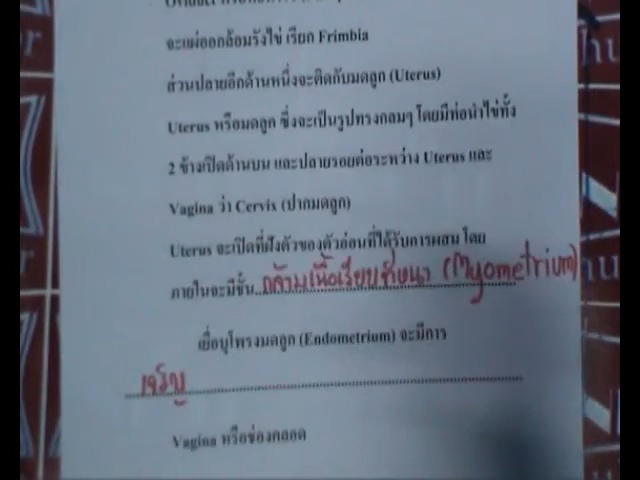 Oviduct หรือท่อนำไข่
จะแผ่ออกล้อมรังไข่ เรียก Frimbia
ส่วนปลายอีกด้านหนึ่งจะติดกับมดลูก (Uterus)
Uterus หรือมดลูก ซึ่งจะเป็นรูปทรงกลมๆ โดยมีท่อนำไข่ทั้ง
2 ข้างเปิดด้านบน และปลายรอยต่อระหว่าง Uterus และ
Vagina ว่า Cervix (ปากมดลูก)
Uterus จะเป็นที่ฝังตัวของตัวอ่อนที่ได้รับการผสม โดย
ภายในจะมีชั้น..กล้ามเนื้อเรียบที่หนา (Myometrium)
เยื่อบุโพรงมดลูก (Endometrium) จะมีการ
เจริญ
Vagina หรือช่องคลอด